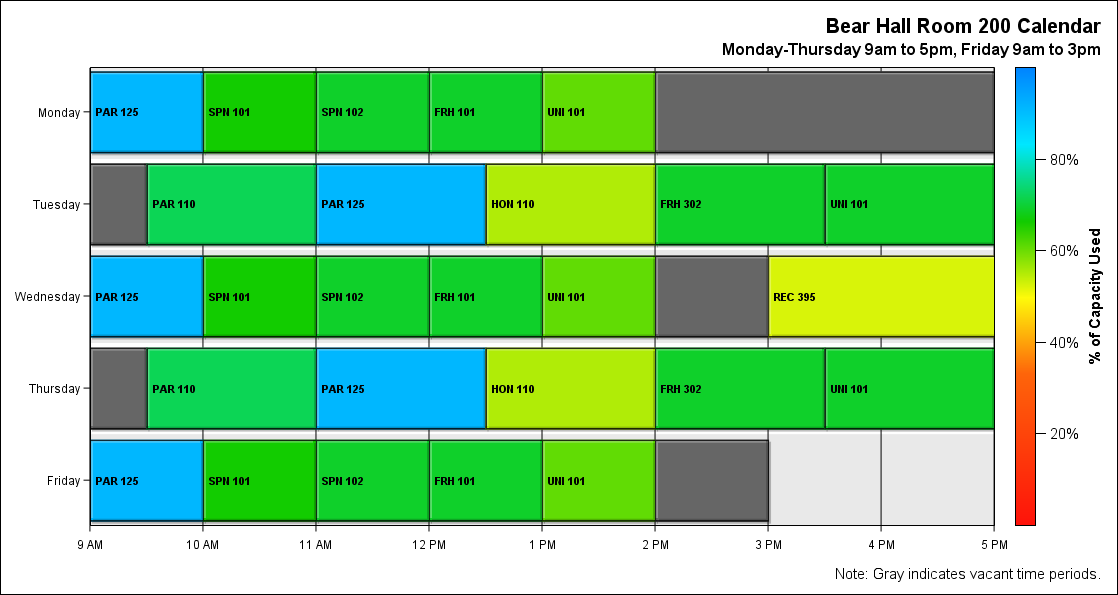 Bear Hall Room 200 Calendar
Monday-Thursday 9am to 5pm, Friday 9am to 3pm
Monday
PAR 125
SPN 101
SPN 102
FRH 101
UNI 101
Tuesday
PAR 110
PAR 125
HON 110
FRH 302
UNI 101
Wednesday
PAR 125
SPN 101
SPN 102
FRH 101
UNI 101
REC 395
Thursday
PAR 110
PAR 125
HON 110
FRH 302
UNI 101
Friday
PAR 125
SPN 101
SPN 102
FRH 101
UNI 101
9 AM
10 AM
11 AM
12 PM
1 PM
2 PM
3 PM
4 PM
5 PM
80%
60%
40%
20%
% of Capacity Used
Note: Gray indicates vacant time periods.